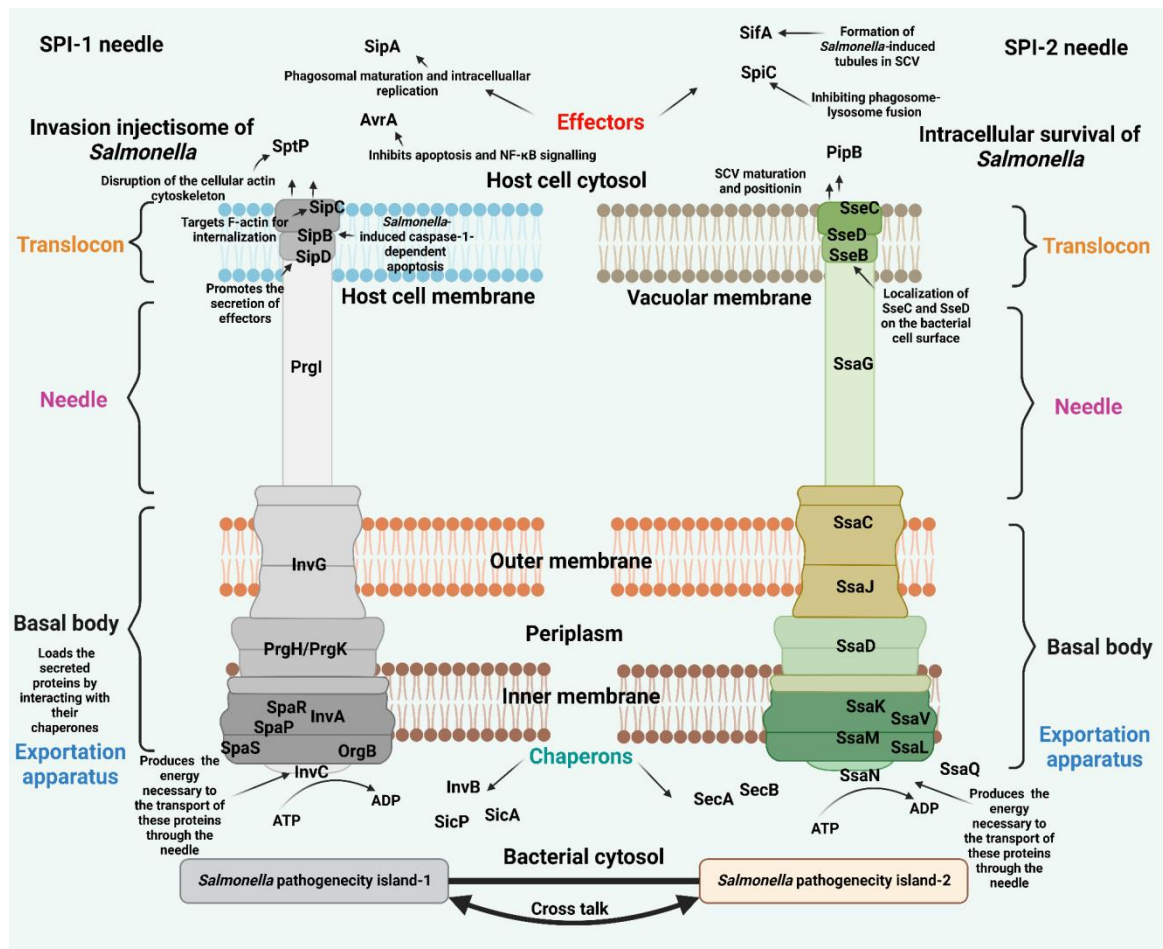 SPI-1 needle
SipA
Phagosomal maturation and intracelluallar
replication
SifA
Formation of
Salmonella-induced
tubules in SCV
SPI-2 needle
SpiC
Inhibiting phagosome-
lysosome fusion
Effectors
Invasion injectisome of
Salmonella
AvrA
Inhibits apoptosis and NF-κB signalling
Intracellular survival of
Salmonella
SptP
Disruption of the cellular actin
cytoskeleton
Host cell cytosol
PipB
SCV maturation
and positionin
Translocon
Targets F-actin for
internalization
SipC
SipB
SipD
Salmonella-
induced caspase-1-
dependent
apoptosis
SseC
SseD
SseB
Translocon
Promotes the
secretion of
effectors
Host cell membrane
Vacuolar membrane
Localization of
SseC and SseD
on the bacterial
cell surface
Needle
PrgI
SsaG
Needle
InvG
Outer membrane
SsaC
SsaJ
Basal body
Loads the
secreted
proteins by
interacting with
their
chaperones
PrgH/PrgK
Periplasm
SsaD
Basal body
Inner membrane
SpaR
SpaP
InvA
SpaS
OrgB
SsaK
SsaV
SsaM
SsaL
Exportation
apparatus
Exportation
apparatus
Chaperons
Produces the
energy
necessary to
the transport of
these proteins
through the
needle
InvC
ATP
ADP
InvB
SicP
SicA
SecA
SecB
SsaN
SsaQ
ATP
ADP
Produces the
energy
necessary to
the transport of
these proteins
through the
needle
Bacterial cytosol
Salmonella pathogenecity island-1
Salmonella pathogenecity island-2
Cross talk